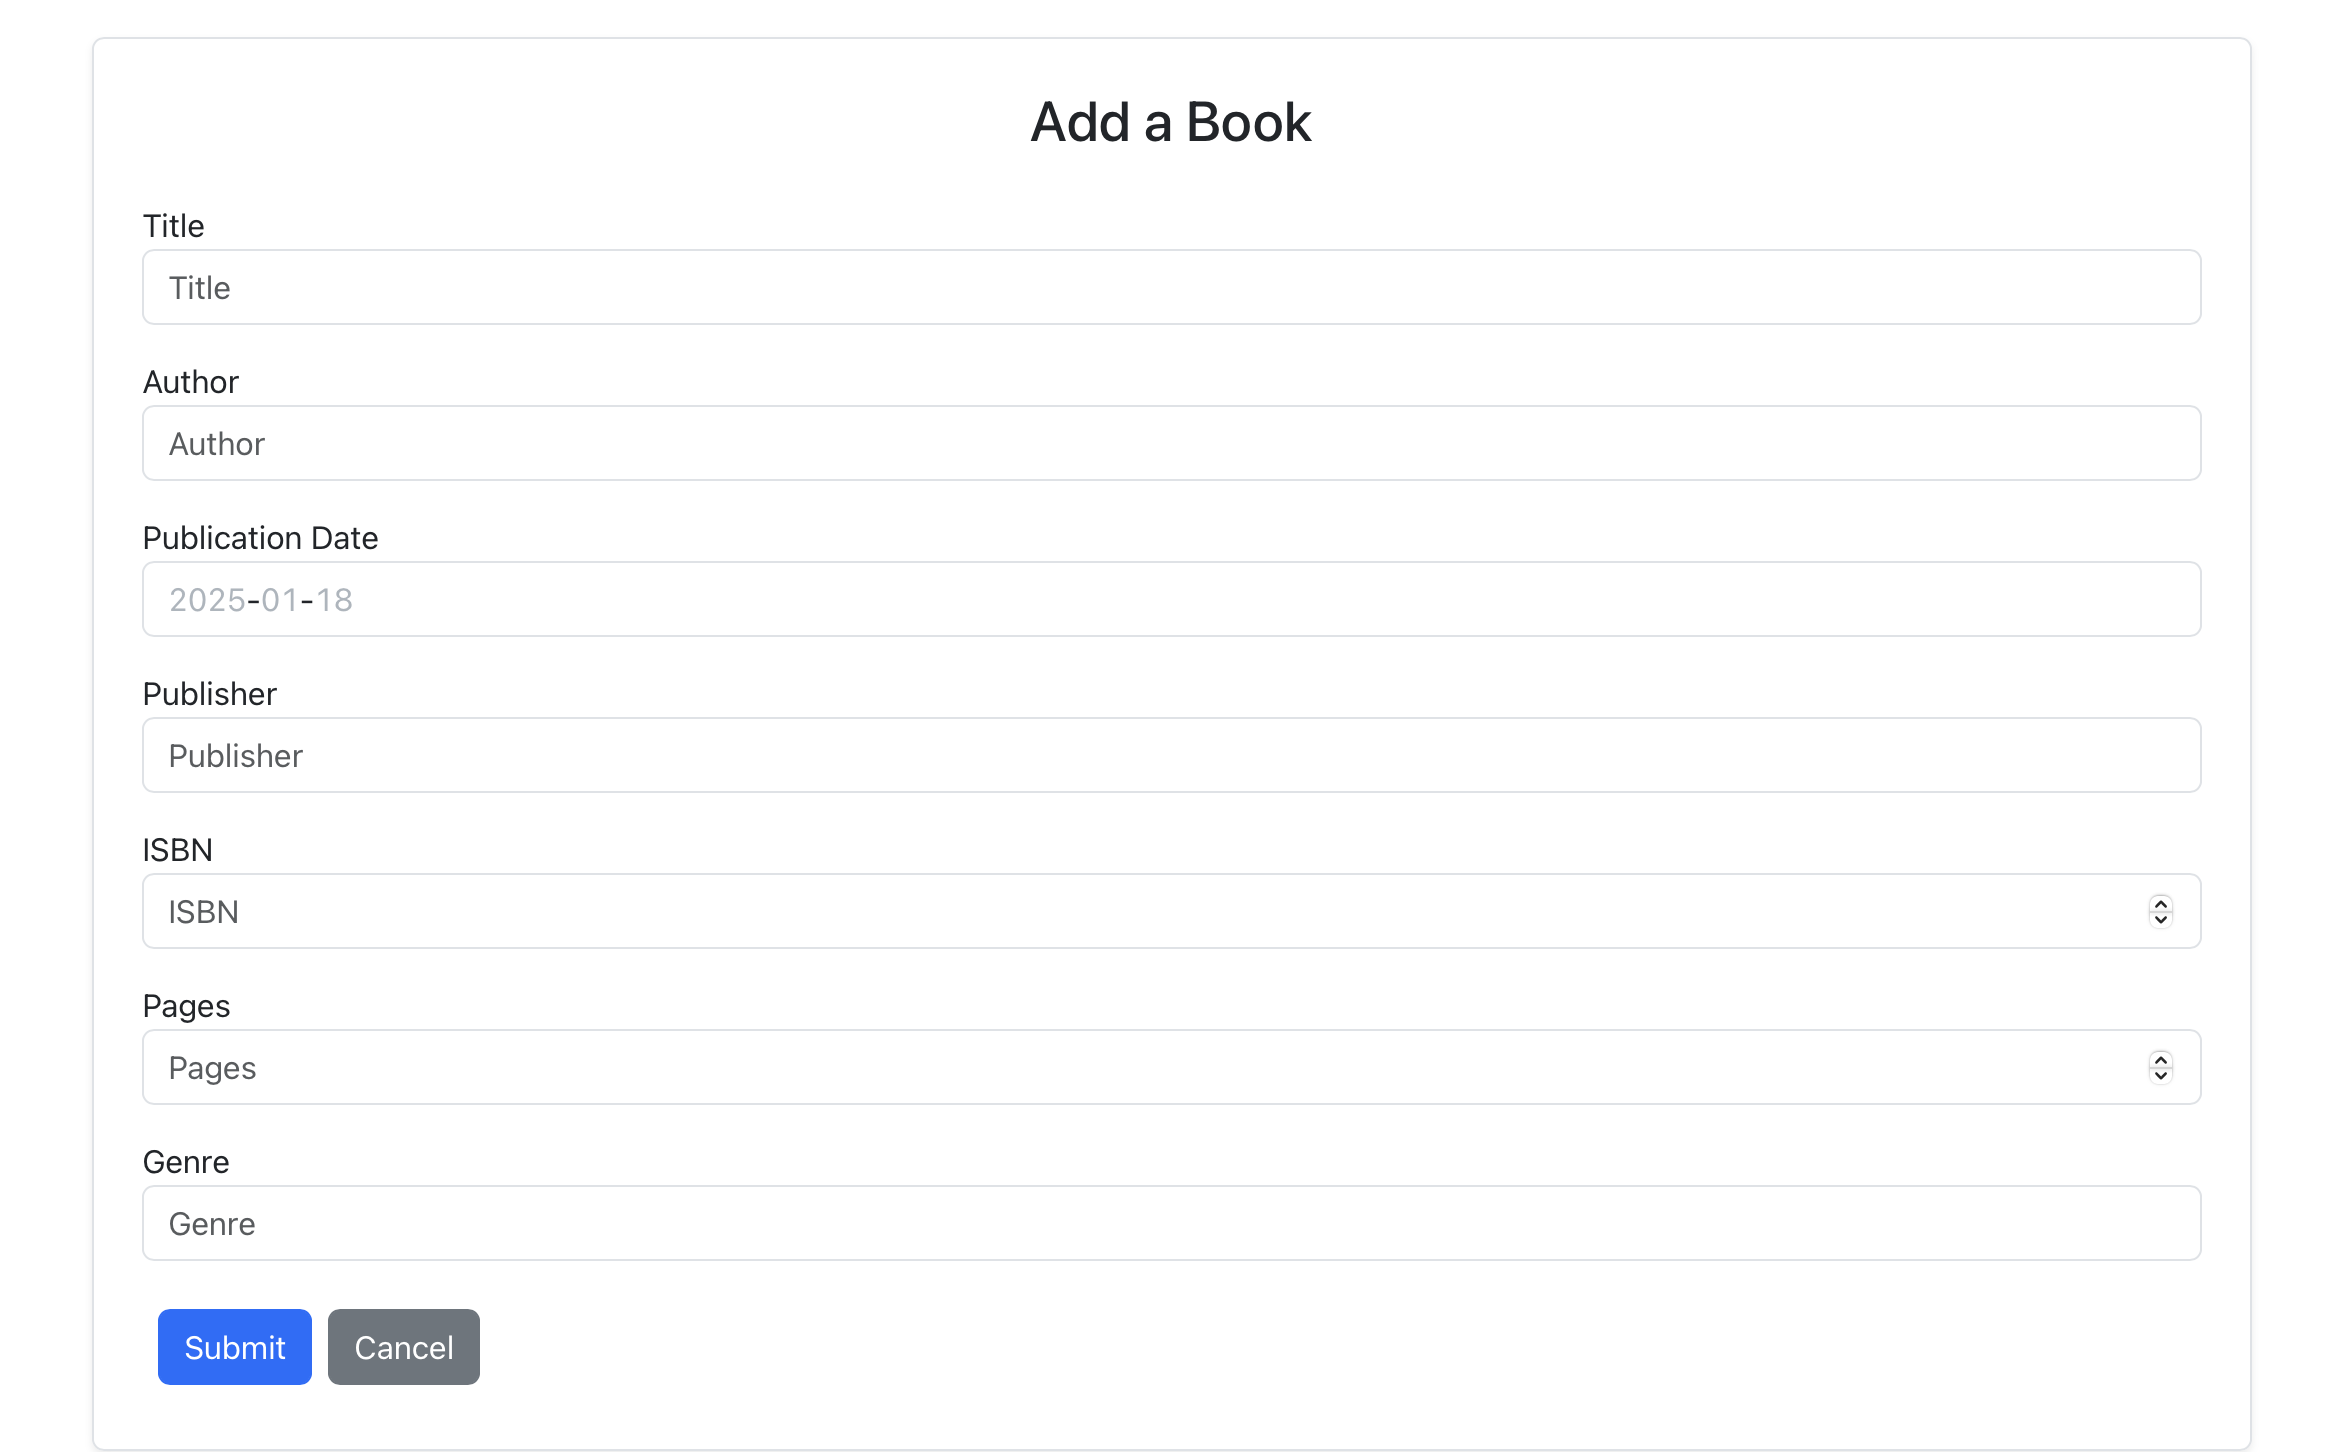 Add a Book
Title
Title
Author
Author
Publication Date
2025-01-18
Publisher
Publisher
ISBN
ISBN
Pages
Pages
Genre
Genre
Submit Cancel